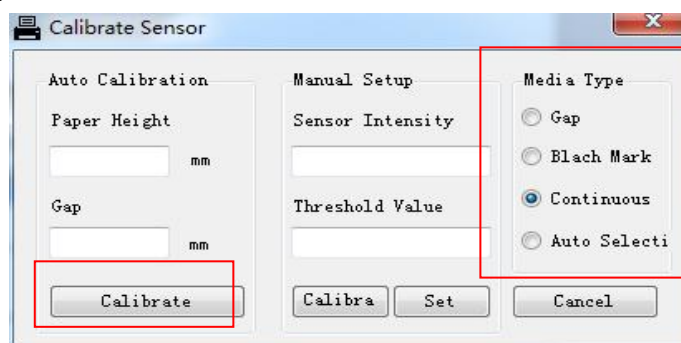 Calibrate Sensor
Auto Calibration
Paper Height
mm
Gap
mm
Calibrate
Manual Setup
Sensor Intensity
Threshold Value
Calibra
Set
Media Type
Gap
Blach Mark
Continuous
Auto Selecti
Cancel